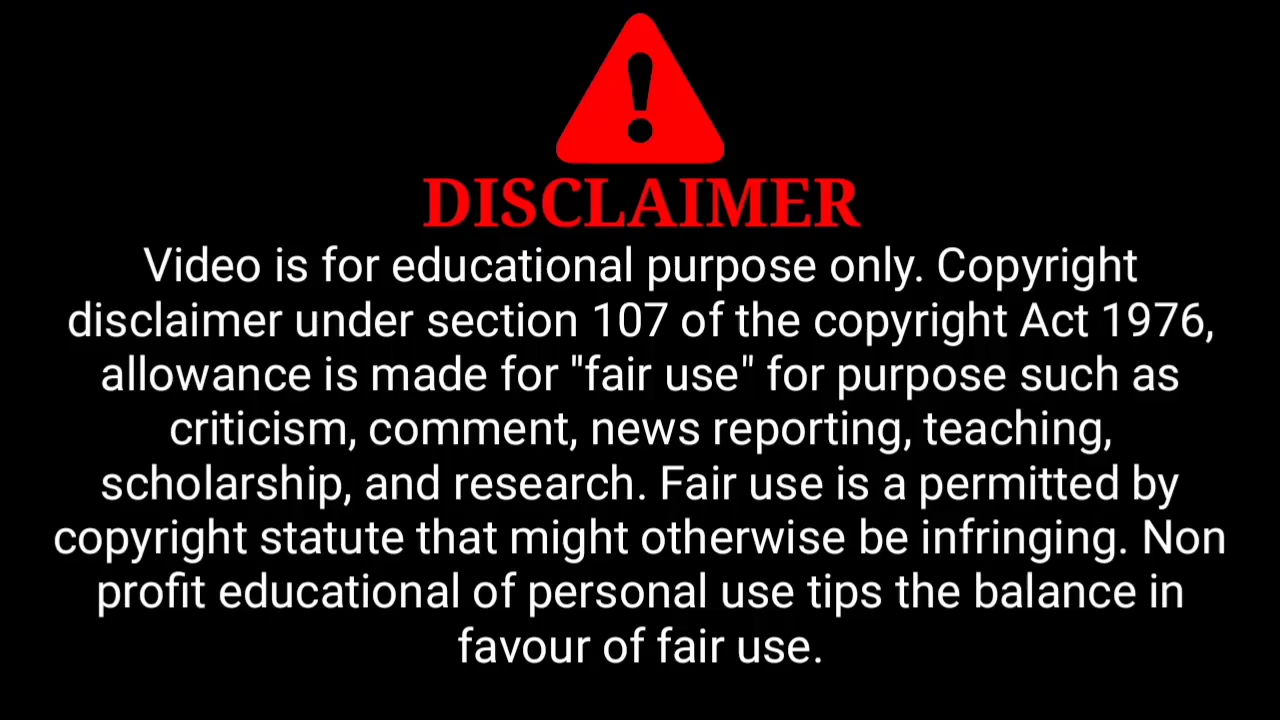 DISCLAIMER
Video is for educational purpose only. Copyright
disclaimer under section 107 of the copyright Act 1976,
allowance is made for "fair use" for purpose such as
criticism, comment, news reporting, teaching,
scholarship, and research. Fair use is a permitted by
copyright statute that might otherwise be infringing. Non
profit educational of personal use tips the balance in
favour of fair use.